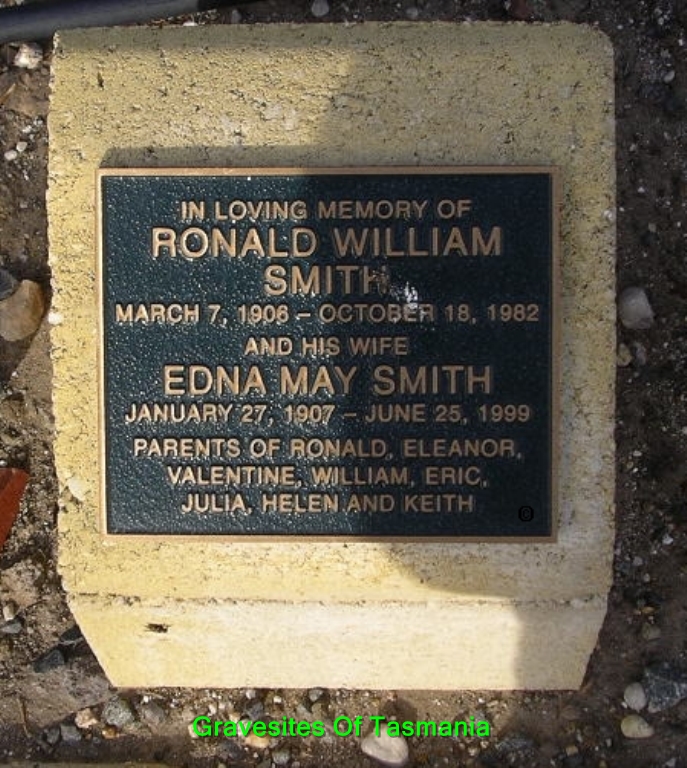 IN LOVING MEMORY OF
RONALD WILLIAM
SMITH
MARCH 7, 1906 – OCTOBER 18, 1982
AND HIS WIFE
EDNA MAY SMITH
JANUARY 27, 1907 – JUNE 25, 1999
PARENTS OF RONALD, ELEANOR,
VALENTINE, WILLIAM, ERIC,
JULIA, HELEN AND KEITH
©
Gravesites Of Tasmania